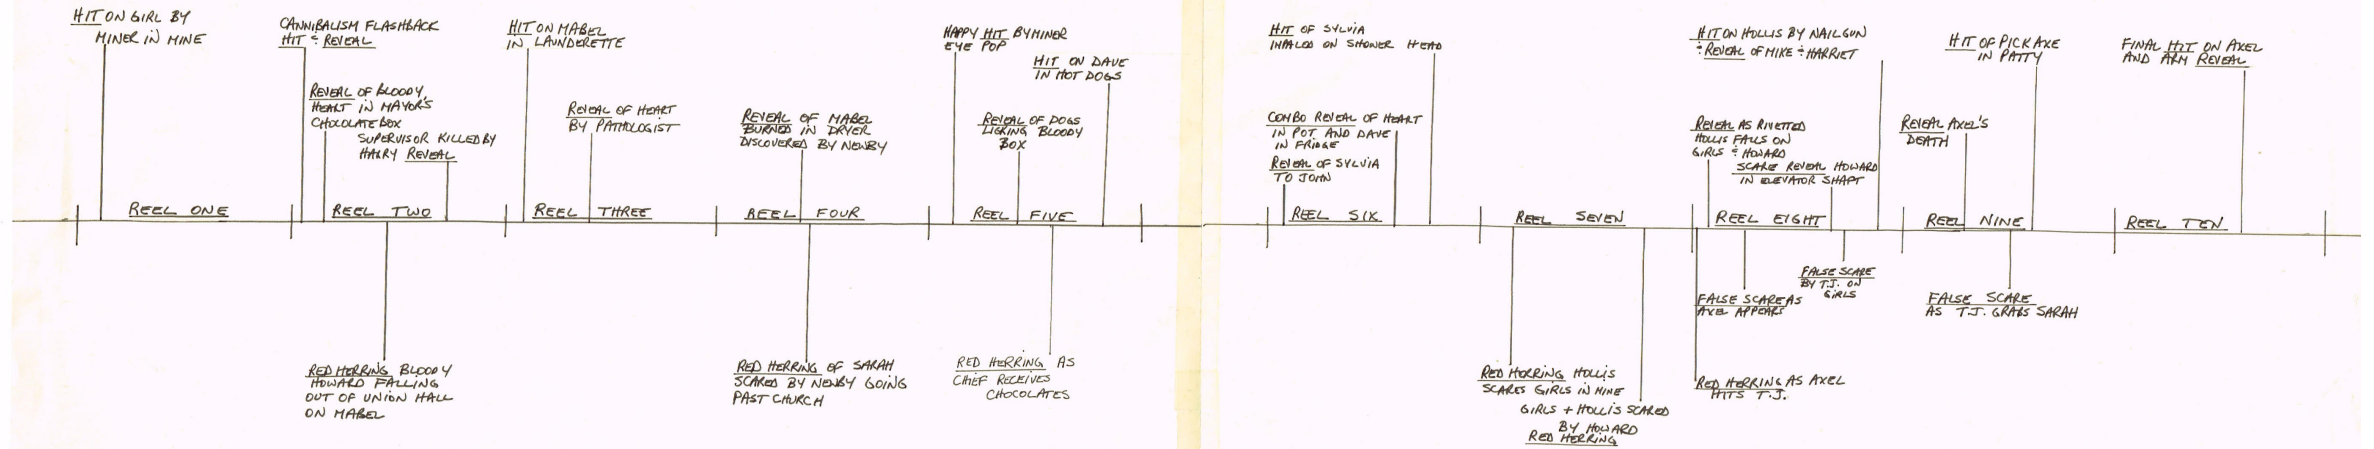 HIT ON GIRL BY
MINER IN MINE
CANNIBALISM FLASHBACK
HIT & REVEAL
REVEAL OF BLOODY
HEART IN MAYOR'S
CHOCOLATE BOX
SUPERVISOR KILLED BY
HARRY REVEAL
HIT ON MABEL
IN LAUNDERETTE
REVEAL OF HEART
BY PATHOLOGIST
REVEAL OF MABEL
BURNED IN DRYER
DISCOVERED BY NEWBY
HAPPY HIT BY MINER
EYE POP
HIT ON DAVE
IN HOT DOGS
REVEAL OF DOGS
LICKING BLOODY
BOX
HIT OF SYLVIA
IMPALED ON SHOWER HEAD
COMBO REVEAL OF HEART
IN POT AND DAVE
IN FRIDGE
REVEAL OF SYLVIA
TO JOHN
HIT ON HOLLIS BY NAILGUN
& REVEAL OF MIKE & HARRIET
REVEAL AS RIVETTED
HOLLIS FALLS ON
GIRLS & HOWARD
SCARE REVEAL HOWARD
IN ELEVATOR SHAFT
HIT OF PICK AXE
IN PATTY
REVEAL AXEL'S
DEATH
FINAL HIT ON AXEL
AND ARM REVEAL
REEL ONE
REEL TWO
REEL THREE
REEL FOUR
REEL FIVE
REEL SIX
REEL SEVEN
REEL EIGHT
REEL NINE
REEL TEN
RED HERRING BLOODY
HOWARD FALLING
OUT OF UNION HALL
ON MABEL
RED HERRING OF SARAH
SCARED BY NEWBY GOING
PAST CHURCH
RED HERRING AS
CHIEF RECEIVES
CHOCOLATES
RED HERRING HOLLIS
SCARES GIRLS IN MINE
GIRLS + HOLLIS SCARED
BY HOWARD
RED HERRING
FALSE SCARE AS
AXEL APPEARS
RED HERRING AS AXEL
HITS T.J.
FALSE SCARE
BY T.J. ON
GIRLS
FALSE SCARE
AS T.J. GRABS SARAH